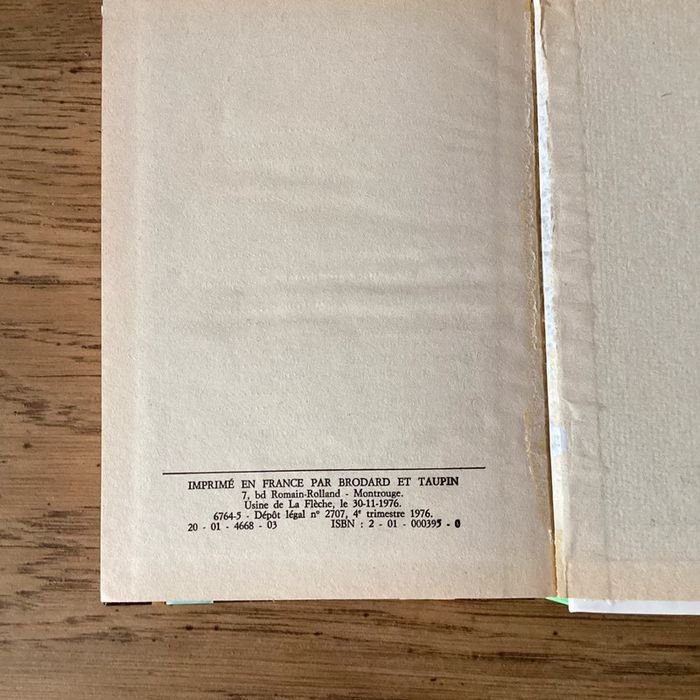 IMPRIMÉ EN FRANCE PAR BRODARD ET TAUPIN
7, bd Romain-Rolland - Montrouge.
Usine de La Flèche, le 30-11-1976.
6764-5 - Dépôt légal nº 2707, 4ᵉ trimestre 1976.
20 - 01 - 4668 - 03 ISBN : 2 - 01 - 000395 - 0